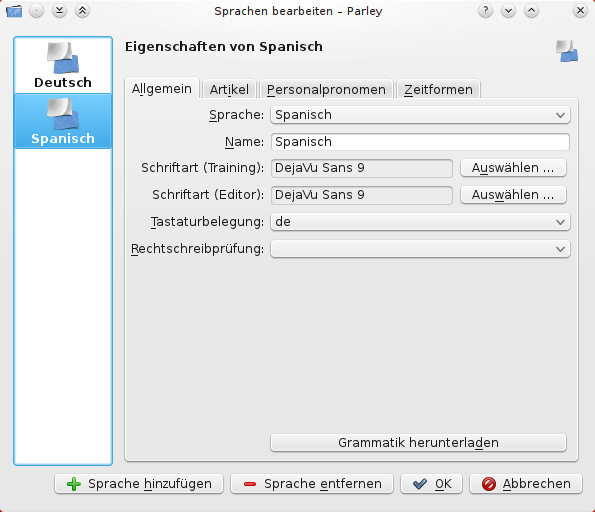 Sprachen bearbeiten – Parley
Deutsch
Spanisch
Eigenschaften von Spanisch
Allgemein Artikel Personalpronomen Zeitformen
Sprache: Spanisch
Name: Spanisch
Schriftart (Training): DejaVu Sans 9 Auswählen ...
Schriftart (Editor): DejaVu Sans 9 Auswählen ...
Tastaturbelegung: de
Rechtschreibprüfung:
Grammatik herunterladen
Sprache hinzufügen Sprache entfernen OK Abbrechen